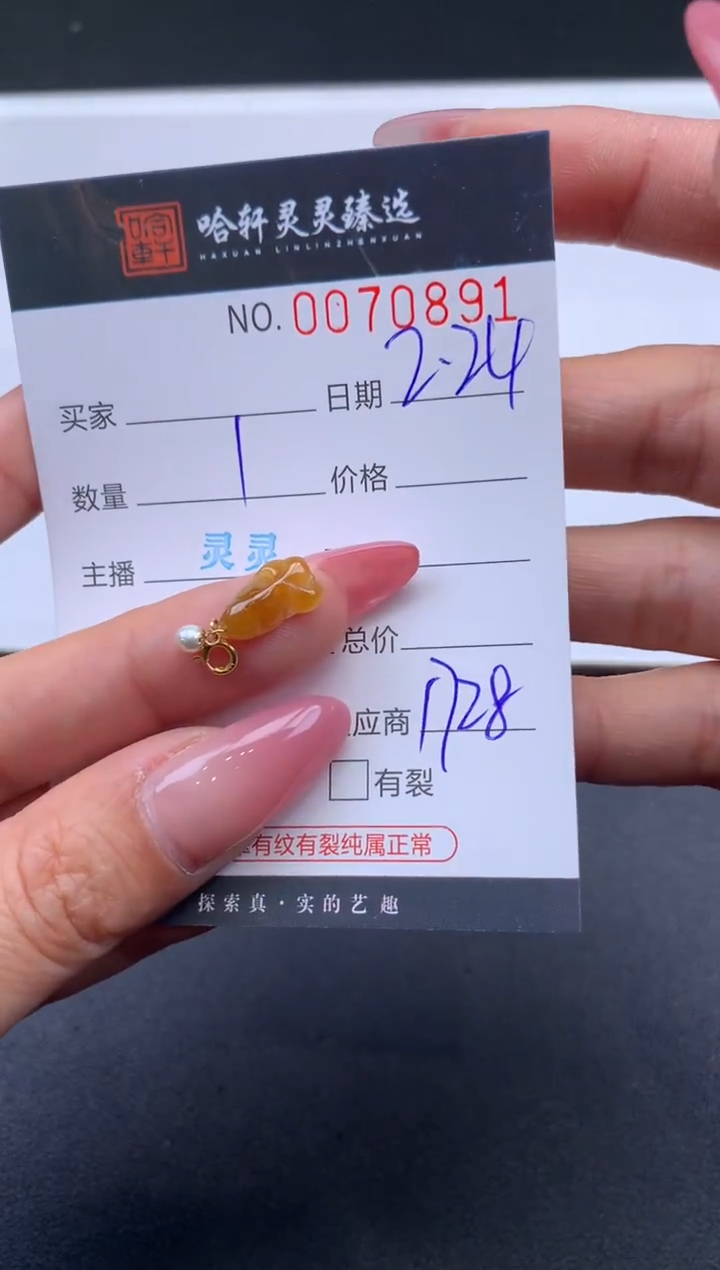 哈轩
哈轩灵灵臻选
HAXUAN LINLINZHENXUAN
NO. 0070891
买家 日期 2.24
数量 1 价格
主播 灵灵
总价
应商 1728
有裂
有纹有裂纯属正常
探索真·实的艺趣